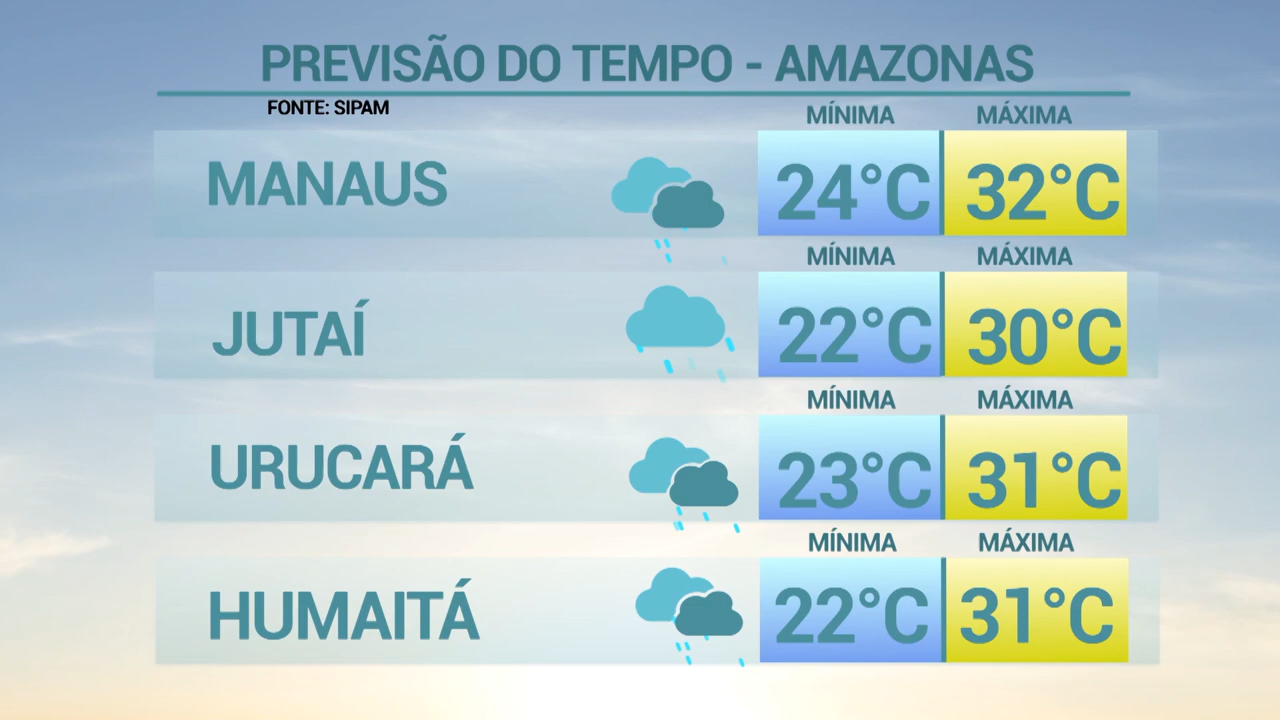 PREVISÃO DO TEMPO - AMAZONAS
FONTE: SIPAM
MÍNIMA MÁXIMA
MANAUS 24°C 32°C
MÍNIMA MÁXIMA
JUTAÍ 22°C 30°C
MÍNIMA MÁXIMA
URUCARÁ 23°C 31°C
MÍNIMA MÁXIMA
HUMAITÁ 22°C 31°C